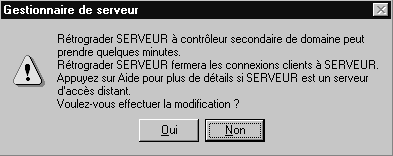 Gestionnaire de serveur
Rétrograder SERVEUR à contrôleur secondaire de domaine peut
prendre quelques minutes.
Rétrograder SERVEUR fermera les connexions clients à SERVEUR.
Appuyez sur Aide pour plus de détails si SERVEUR est un serveur
d'accès distant.
Voulez-vous effectuer la modification ?
Oui
Non